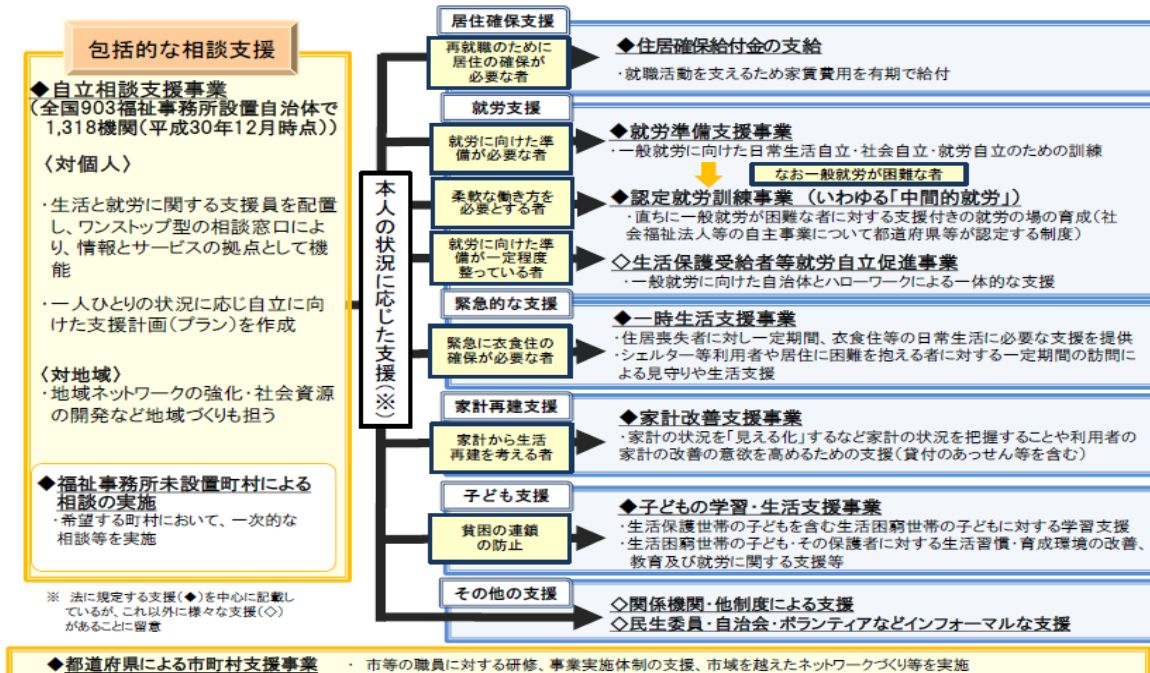 包括的な相談支援
◆自立相談支援事業
（全国903福祉事務所設置自治体で
1,318機関（平成30年12月時点））
〈対個人〉
・生活と就労に関する支援員を配置
し、ワンストップ型の相談窓口によ
り、情報とサービスの拠点として機
能
・一人ひとりの状況に応じ自立に向
けた支援計画（プラン）を作成
〈対地域〉
・地域ネットワークの強化・社会資源
の開発など地域づくりも担う
◆福祉事務所未設置町村による
相談の実施
・希望する町村において、一次的な
相談等を実施
※ 法に規定する支援（◆）を中心に記載し
ているが、これ以外に様々な支援（◇）
があることに留意
本人の状況に応じた支援（※）
居住確保支援
再就職のために
居住の確保が
必要な者
◆住居確保給付金の支給
・就職活動を支えるため家賃費用を有期で給付
就労支援
就労に向けた準
備が必要な者
◆就労準備支援事業
・一般就労に向けた日常生活自立・社会自立・就労自立のための訓練
なお一般就労が困難な者
柔軟な働き方を
必要とする者
◆認定就労訓練事業 （いわゆる「中間的就労」）
・直ちに一般就労が困難な者に対する支援付きの就労の場の育成（社
会福祉法人等の自主事業について都道府県等が認定する制度）
就労に向けた準
備が一定程度
整っている者
◇生活保護受給者等就労自立促進事業
・一般就労に向けた自治体とハローワークによる一体的な支援
緊急的な支援
緊急に衣食住の
確保が必要な者
◆一時生活支援事業
・住居喪失者に対し一定期間、衣食住等の日常生活に必要な支援を提供
・シェルター等利用者や居住に困難を抱える者に対する一定期間の訪問に
よる見守りや生活支援
家計再建支援
家計から生活
再建を考える者
◆家計改善支援事業
・家計の状況を「見える化」するなど家計の状況を把握することや利用者の
家計の改善の意欲を高めるための支援（貸付のあっせん等を含む）
子ども支援
貧困の連鎖
の防止
◆子どもの学習・生活支援事業
・生活保護世帯の子どもを含む生活困窮世帯の子どもに対する学習支援
・生活困窮世帯の子ども・その保護者に対する生活習慣・育成環境の改善、
教育及び就労に関する支援等
その他の支援
◇関係機関・他制度による支援
◇民生委員・自治会・ボランティアなどインフォーマルな支援
◆都道府県による市町村支援事業 ・ 市等の職員に対する研修、事業実施体制の支援、市域を越えたネットワークづくり等を実施